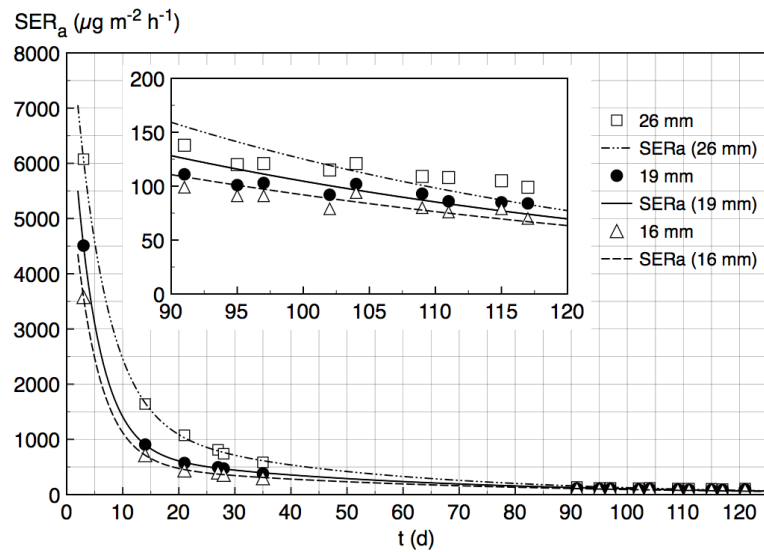 SERa (µg m-2 h-1)
8000
7000
6000
5000
4000
3000
2000
1000
0
0 10 20 30 40 50 60 70 80 90 100 110 120
t (d)
200
150
100
50
0
90 95 100 105 110 115 120
26 mm
SERa (26 mm)
19 mm
SERa (19 mm)
16 mm
SERa (16 mm)